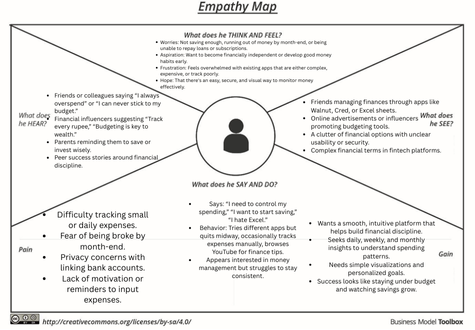 Empathy Map
What does he THINK AND FEEL?
• Worries: Not saving enough, running out of money by month-end, or being
unable to repay loans or subscriptions.
• Aspiration: Want to become financially independent or develop good money
habits early.
• Frustration: Feels overwhelmed with existing apps that are either complex,
expensive, or track poorly.
• Hope: That there's an easy, secure, and visual way to monitor money
effectively.
What does
he HEAR?
• Friends or colleagues saying "I always
overspend" or "I can never stick to my
budget."
• Financial influencers suggesting "Track
every rupee," "Budgeting is key to
wealth."
• Parents reminding them to save or
invest wisely.
• Peer success stories around financial
discipline.
• Friends managing finances through apps like
Walnut, Cred, or Excel sheets.
• Online advertisements or influencers
promoting budgeting tools.
• A clutter of financial options with unclear
usability or security.
• Complex financial terms in fintech platforms.
What does
he SEE?
What does he SAY AND DO?
• Says: "I need to control my
spending," "I want to start saving,"
"I hate Excel."
• Behavior: Tries different apps but
quits midway, occasionally tracks
expenses manually, browses
YouTube for finance tips.
• Appears interested in money
management but struggles to stay
consistent.
Pain
• Difficulty tracking small
or daily expenses.
• Fear of being broke by
month-end.
• Privacy concerns with
linking bank accounts.
• Lack of motivation or
reminders to input
expenses.
• Wants a smooth, intuitive platform that
helps build financial discipline.
• Seeks daily, weekly, and monthly
insights to understand spending
patterns.
• Needs simple visualizations and
personalized goals.
• Success looks like staying under budget
and watching savings grow.
Gain
http://creativecommons.org/licenses/by-sa/4.0/
Business Model Toolbox